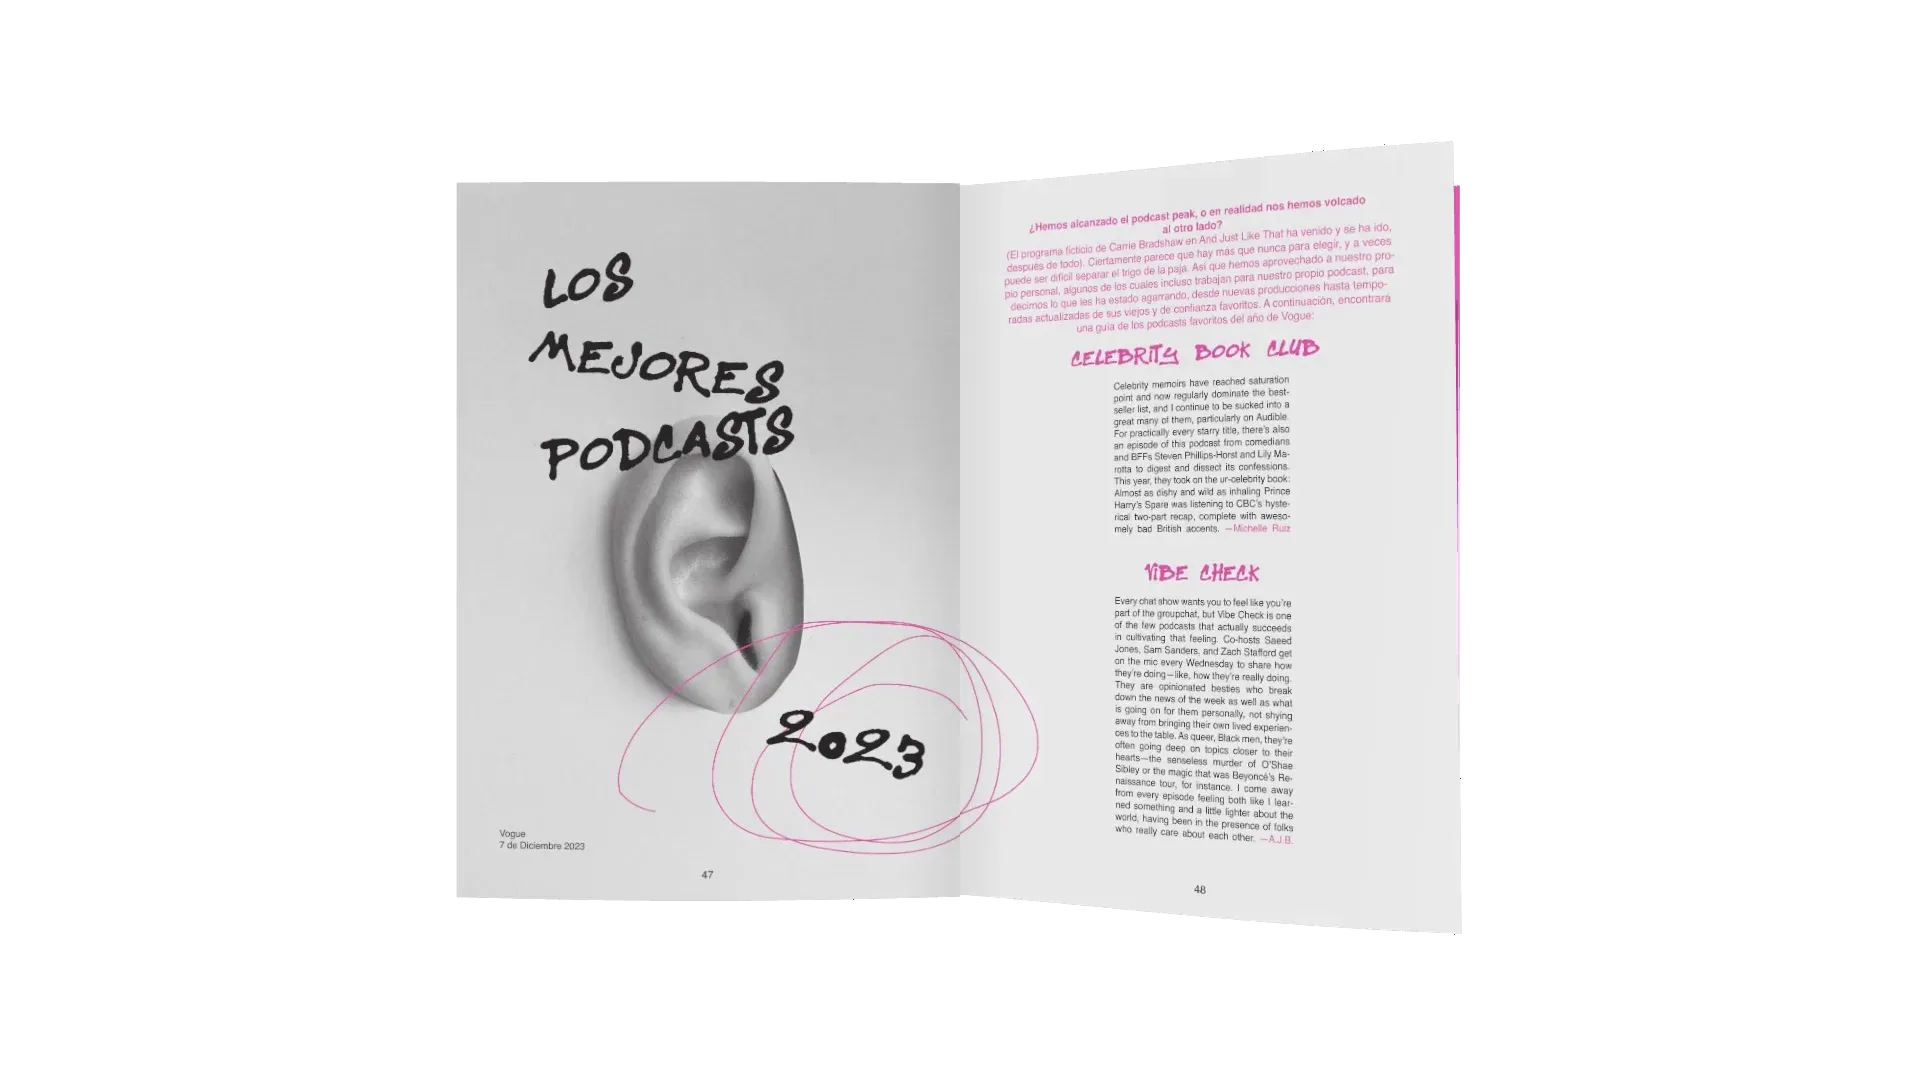 LOS
MEJORES
PODCASTS
2023
Vogue
7 de Diciembre 2023
47
¿Hemos alcanzado el podcast peak, o en realidad nos hemos volcado
al otro lado?
(El programa ficticio de Carrie Bradshaw en And Just Like That ha venido y se ha ido,
después de todo). Ciertamente parece que hay más que nunca para elegir, y a veces
puede ser difícil separar el trigo de la paja. Así que hemos aprovechado a nuestro pro-
pio personal, algunos de los cuales incluso trabajan para nuestro propio podcast, para
decirnos lo que les ha estado agarrando, desde nuevas producciones hasta tempo-
radas actualizadas de sus viejos y de confianza favoritos. A continuación, encontrará
una guía de los podcasts favoritos del año de Vogue:
CELEBRITY BOOK CLUB
Celebrity memoirs have reached saturation
point and now regularly dominate the best-
seller list, and I continue to be sucked into a
great many of them, particularly on Audible.
For practically every starry title, there's also
an episode of this podcast from comedians
and BFFs Steven Phillips-Horst and Lily Ma-
rotta to digest and dissect its confessions.
This year, they took on the ur-celebrity book:
Almost as dishy and wild as inhaling Prince
Harry's Spare was listening to CBC's hyste-
rical two-part recap, complete with aweso-
mely bad British accents. —Michelle Ruiz
VIBE CHECK
Every chat show wants you to feel like you're
part of the groupchat, but Vibe Check is one
of the few podcasts that actually succeeds
in cultivating that feeling. Co-hosts Saeed
Jones, Sam Sanders, and Zach Stafford get
on the mic every Wednesday to share how
they're doing—like, how they're really doing.
They are opinionated besties who break
down the news of the week as well as what
is going on for them personally, not shying
away from bringing their own lived experien-
ces to the table. As queer, Black men, they're
often going deep on topics closer to their
hearts—the senseless murder of O'Shae
Sibley or the magic that was Beyoncé's Re-
naissance tour, for instance. I come away
from every episode feeling both like I lear-
ned something and a little lighter about the
world, having been in the presence of folks
who really care about each other. —A.J.B.
48